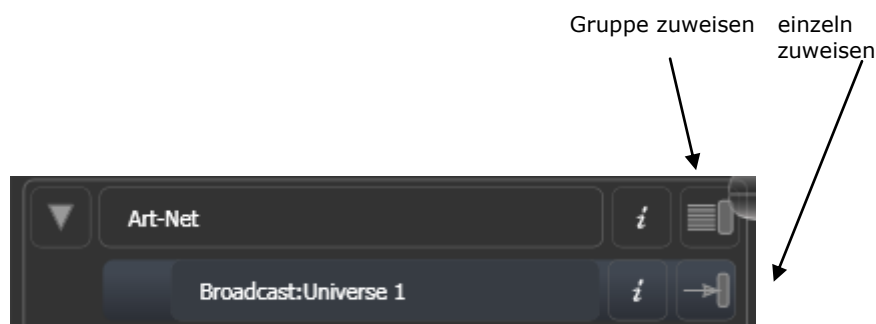 Gruppe zuweisen
einzeln
zuweisen
Art-Net
i
Broadcast:Universe 1
i